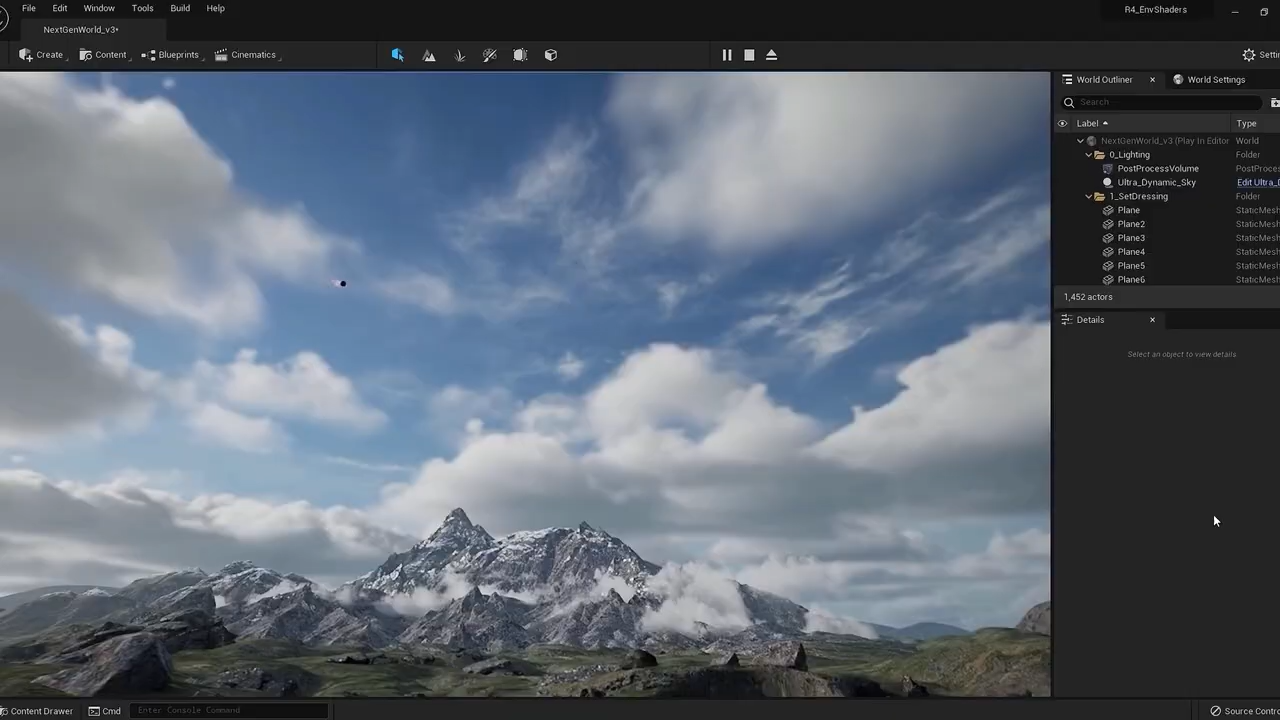 File Edit Window Tools Build Help
R4_EnvShaders
NextGenWorld_v3•
Create Content Blueprints Cinematics
World Outliner
World Settings
Search
Label Type
NextGenWorld_v3 (Play In Editor World
0_Lighting Folder
PostProcessVolume PostProces
Ultra_Dynamic_Sky Edit Ultra_D
1_SetDressing Folder
Plane StaticMesh
Plane2 StaticMesh
Plane3 StaticMesh
Plane4 StaticMesh
Plane5 StaticMesh
Plane6 StaticMesh
1,452 actors
Details
Select an object to view details
Content Drawer Cmd Enter Console Command